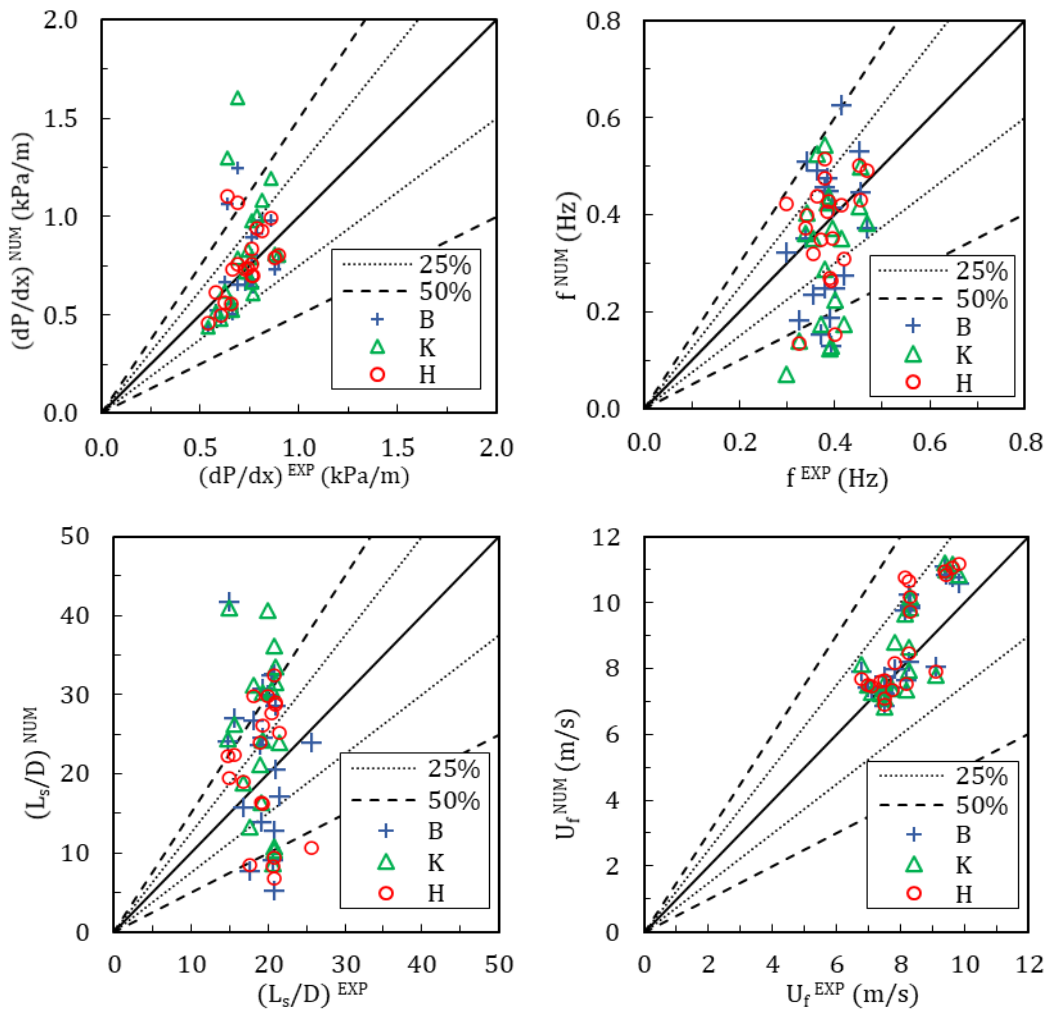 2.0
1.5
1.0
0.5
0.0
(dP/dx) NUM (kPa/m)
25%
50%
B
K
H
0.0
0.5
1.0
1.5
2.0
(dP/dx) EXP (kPa/m)
0.8
0.6
0.4
0.2
0.0
f NUM (Hz)
25%
50%
B
K
H
0.0
0.2
0.4
0.6
0.8
f EXP (Hz)
50
40
30
20
10
0
(Ls/D) NUM
25%
50%
B
K
H
0
10
20
30
40
50
(Ls/D) EXP
12
10
8
6
4
2
0
Uf NUM (m/s)
25%
50%
B
K
H
0
2
4
6
8
10
12
Uf EXP (m/s)